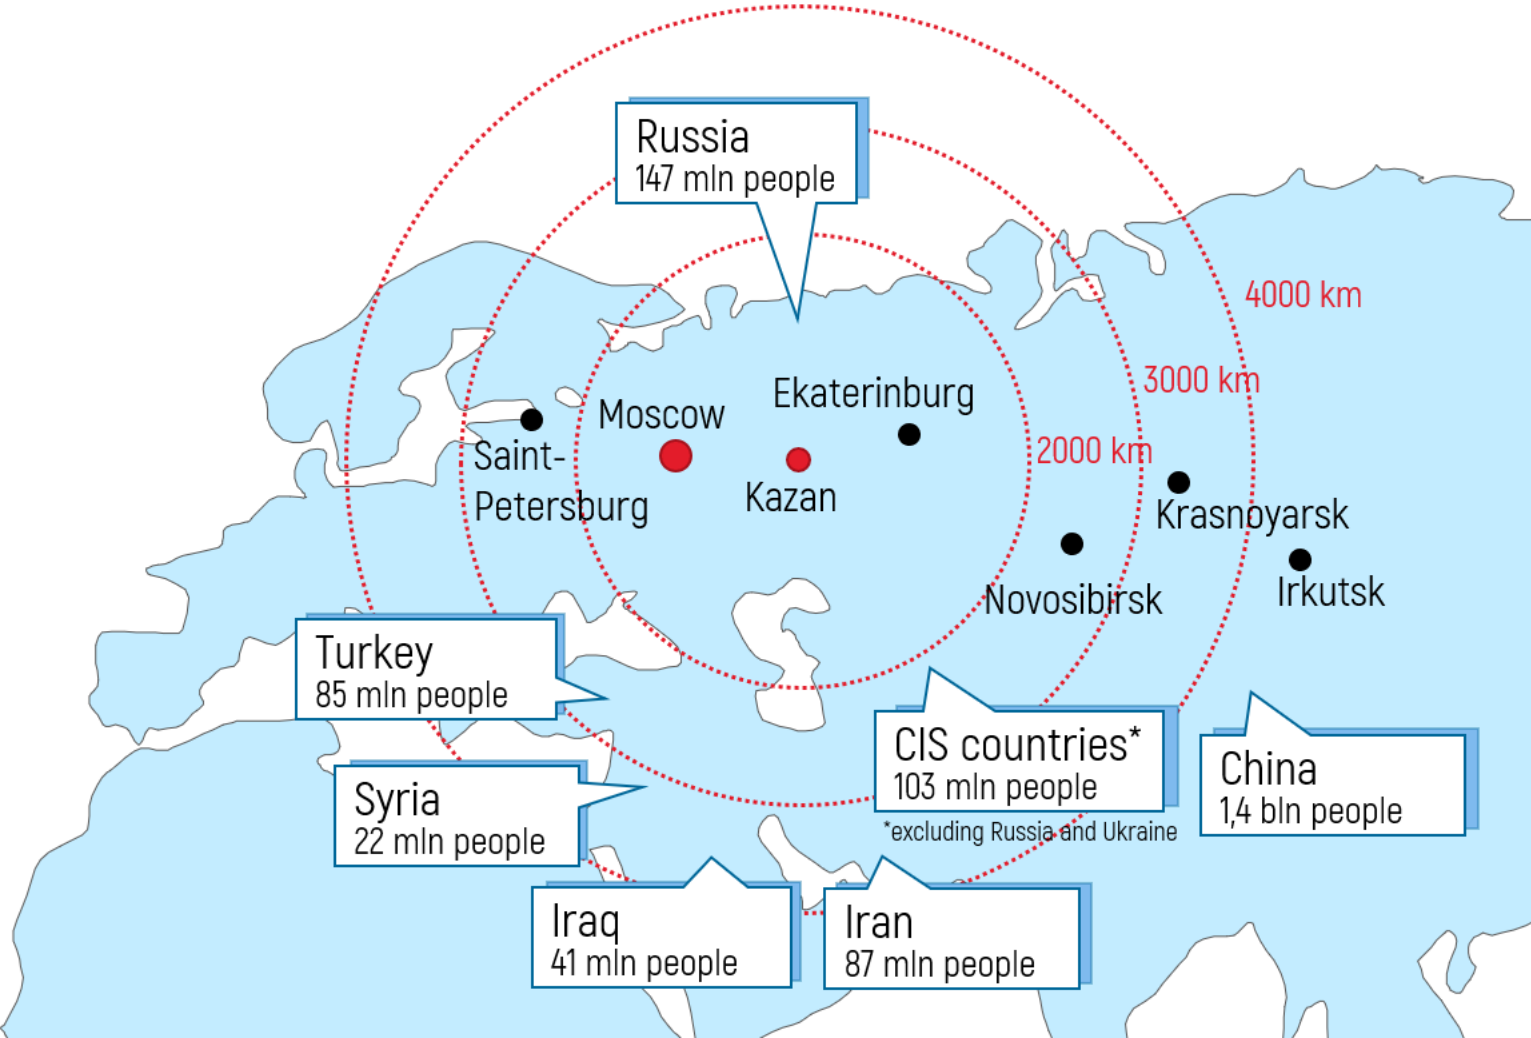 Russia
147 mln people
4000 km
3000 km
Ekaterinburg
Moscow
2000 km
Saint-
Petersburg
Kazan
Krasnoyarsk
Novosibirsk
Irkutsk
Turkey
85 mln people
CIS countries*
103 mln people
*excluding Russia and Ukraine
China
1,4 bln people
Syria
22 mln people
Iraq
41 mln people
Iran
87 mln people